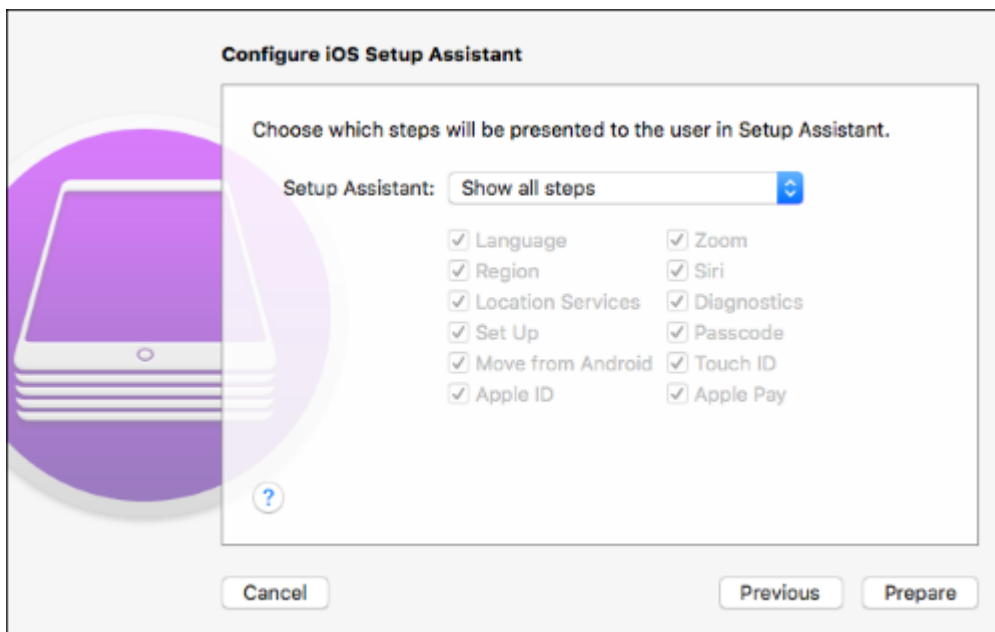 Configure iOS Setup Assistant
Choose which steps will be presented to the user in Setup Assistant.
Setup Assistant: Show all steps
Language Zoom
Region Siri
Location Services Diagnostics
Set Up Passcode
Move from Android Touch ID
Apple ID Apple Pay
?
Cancel Previous Prepare